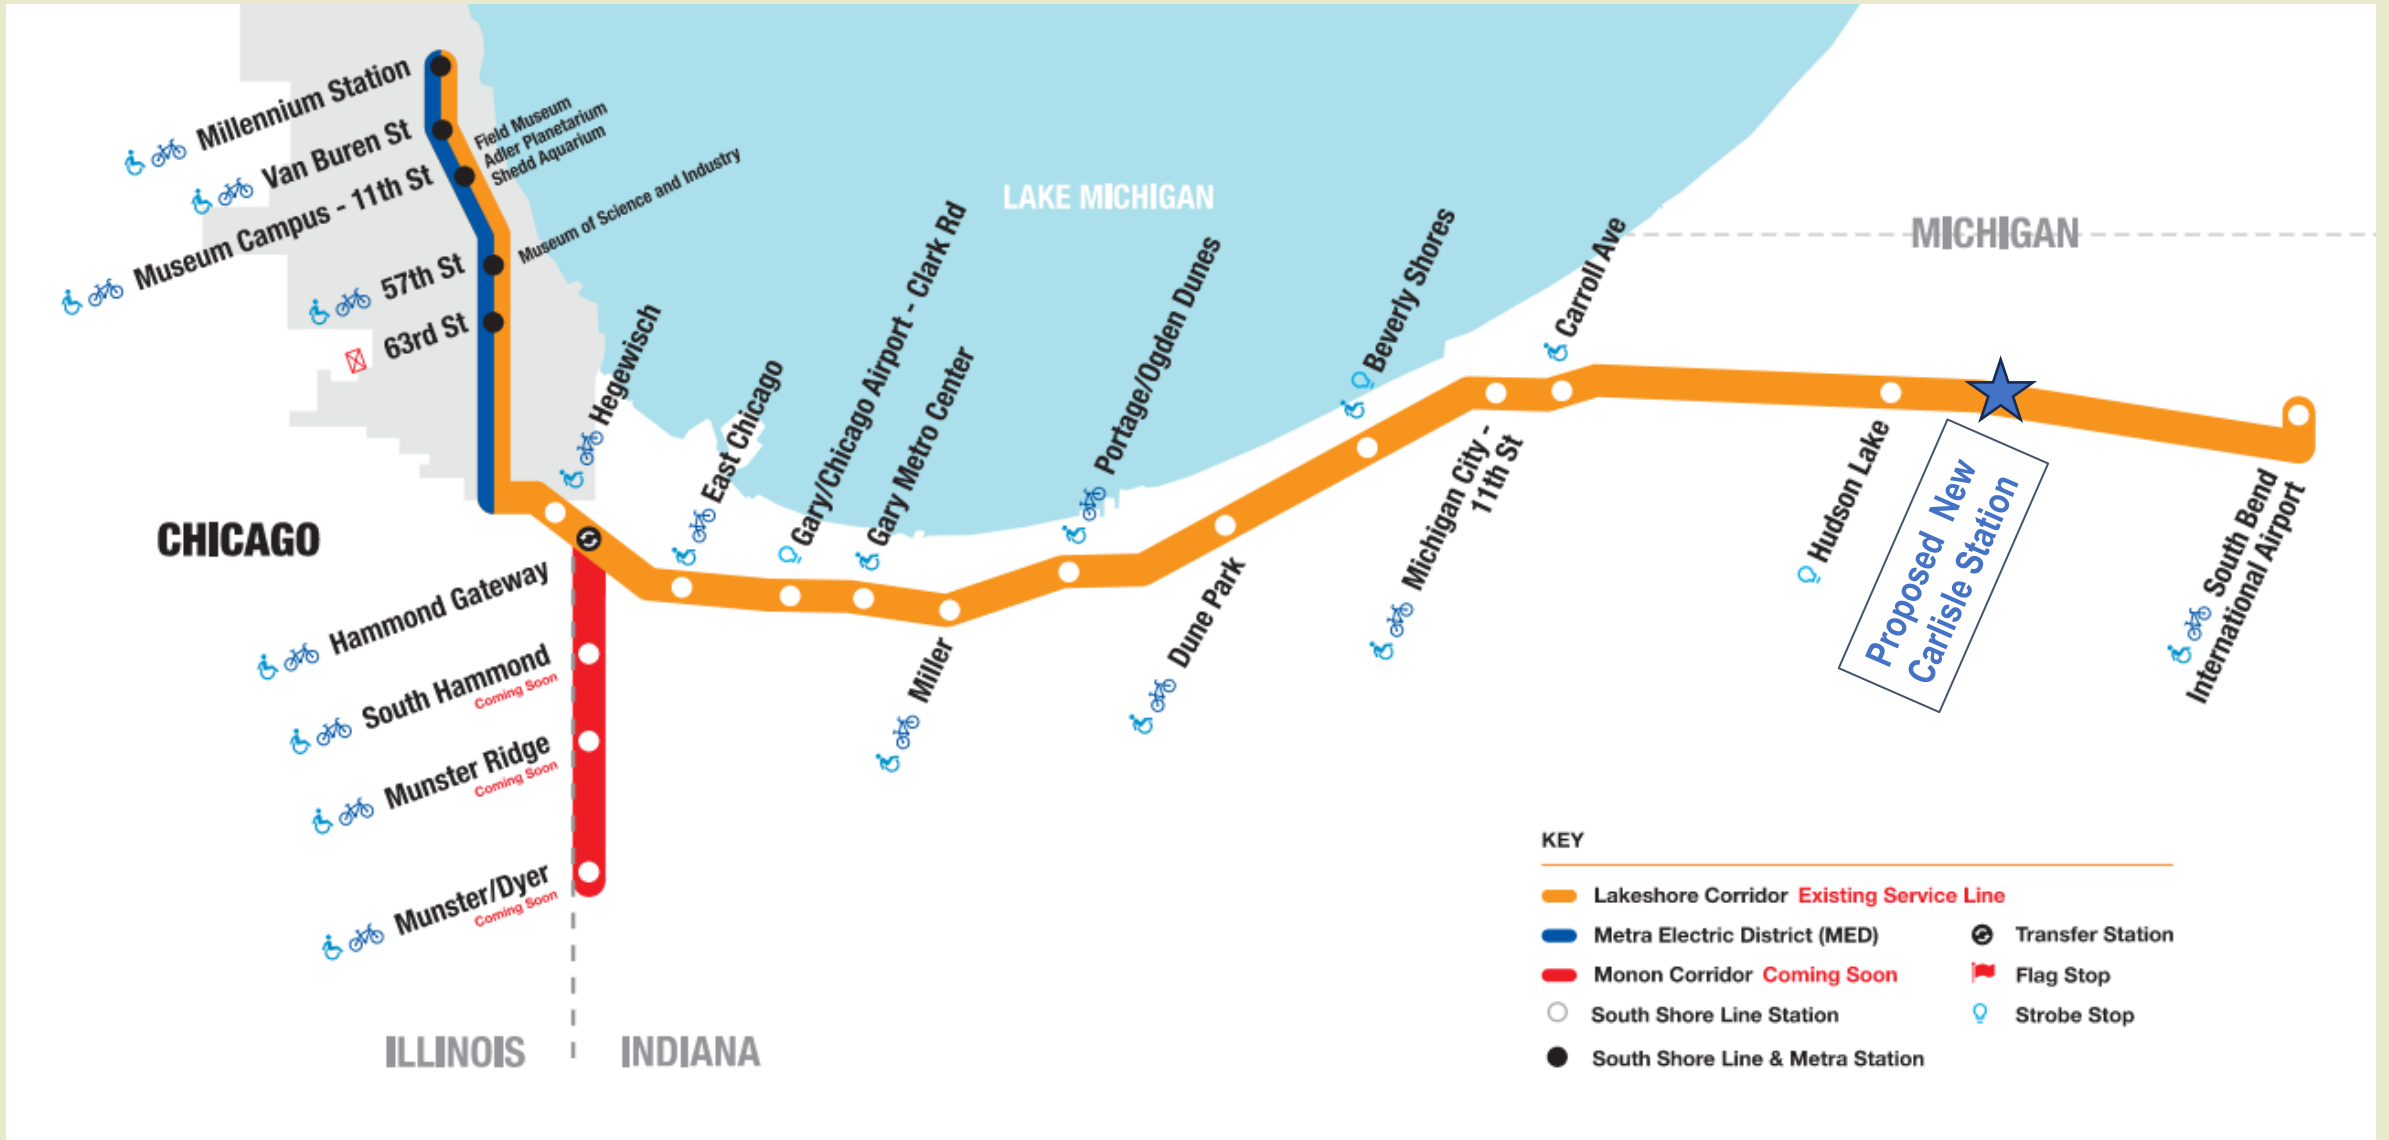 Millennium Station
Van Buren St
Museum Campus - 11th St
57th St
63rd St
Field Museum
Adler Planetarium
Shedd Aquarium
Museum of Science and Industry
LAKE MICHIGAN
MICHIGAN
CHICAGO
Hegewisch
East Chicago
Gary/Chicago Airport - Clark Rd
Gary Metro Center
Portage/Ogden Dunes
Beverly Shores
Carroll Ave
Miller
Dune Park
Michigan City -
11th St
Hudson Lake
Proposed New
Carlisle Station
South Bend
International Airport
Hammond Gateway
South Hammond
Coming Soon
Munster Ridge
Coming Soon
Munster/Dyer
Coming Soon
ILLINOIS
INDIANA
KEY
Lakeshore Corridor Existing Service Line
Metra Electric District (MED)
Monon Corridor Coming Soon
South Shore Line Station
South Shore Line & Metra Station
Transfer Station
Flag Stop
Strobe Stop